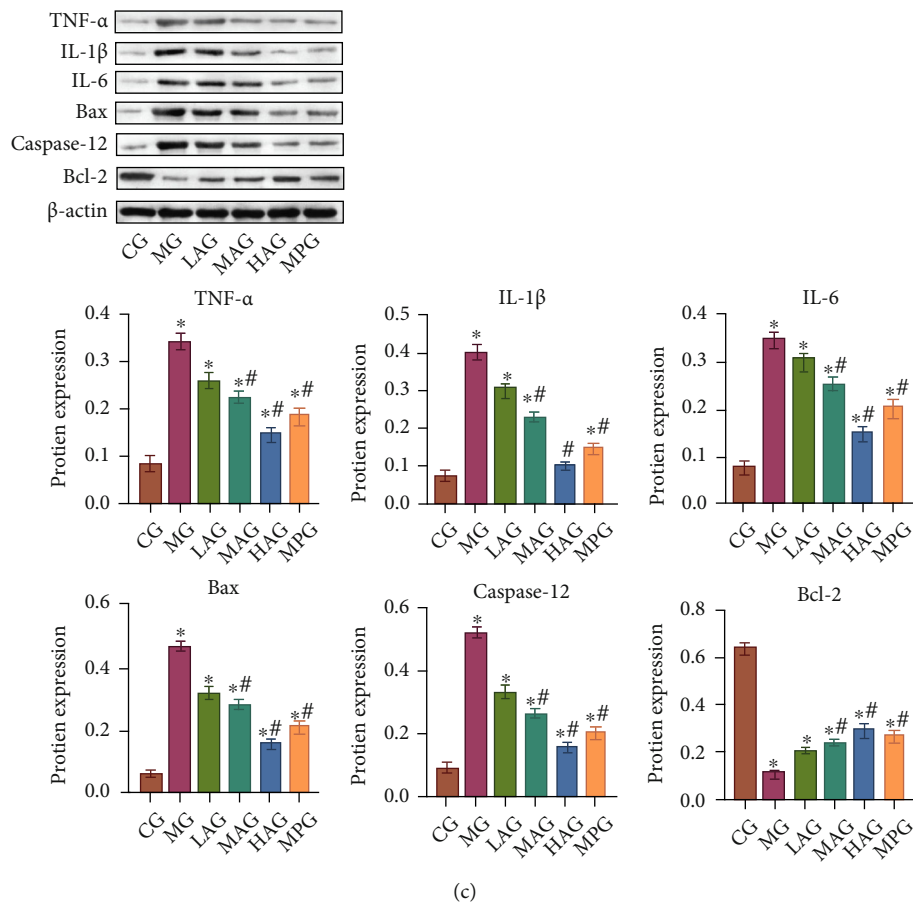 TNF-α
IL-1β
IL-6
Bax
Caspase-12
Bcl-2
β-actin
CG MG LAG MAG HAG MPG
TNF-α
Protien expression
0.4
0.3
0.2
0.1
0.0
* * *# *# *#
CG MG LAG MAG HAG MPG
IL-1β
Protien expression
0.5
0.4
0.3
0.2
0.1
0.0
* * *# # *#
CG MG LAG MAG HAG MPG
IL-6
Protien expression
0.4
0.3
0.2
0.1
0.0
* * *# *# *#
CG MG LAG MAG HAG MPG
Bax
Protien expression
0.6
0.4
0.2
0.0
* * *# *# *#
CG MG LAG MAG HAG MPG
Caspase-12
Protien expression
0.6
0.4
0.2
0.0
* * *# *# *#
CG MG LAG MAG HAG MPG
Bcl-2
Protien expression
0.8
0.6
0.4
0.2
0.0
* * *# *# *#
CG MG LAG MAG HAG MPG
(c)